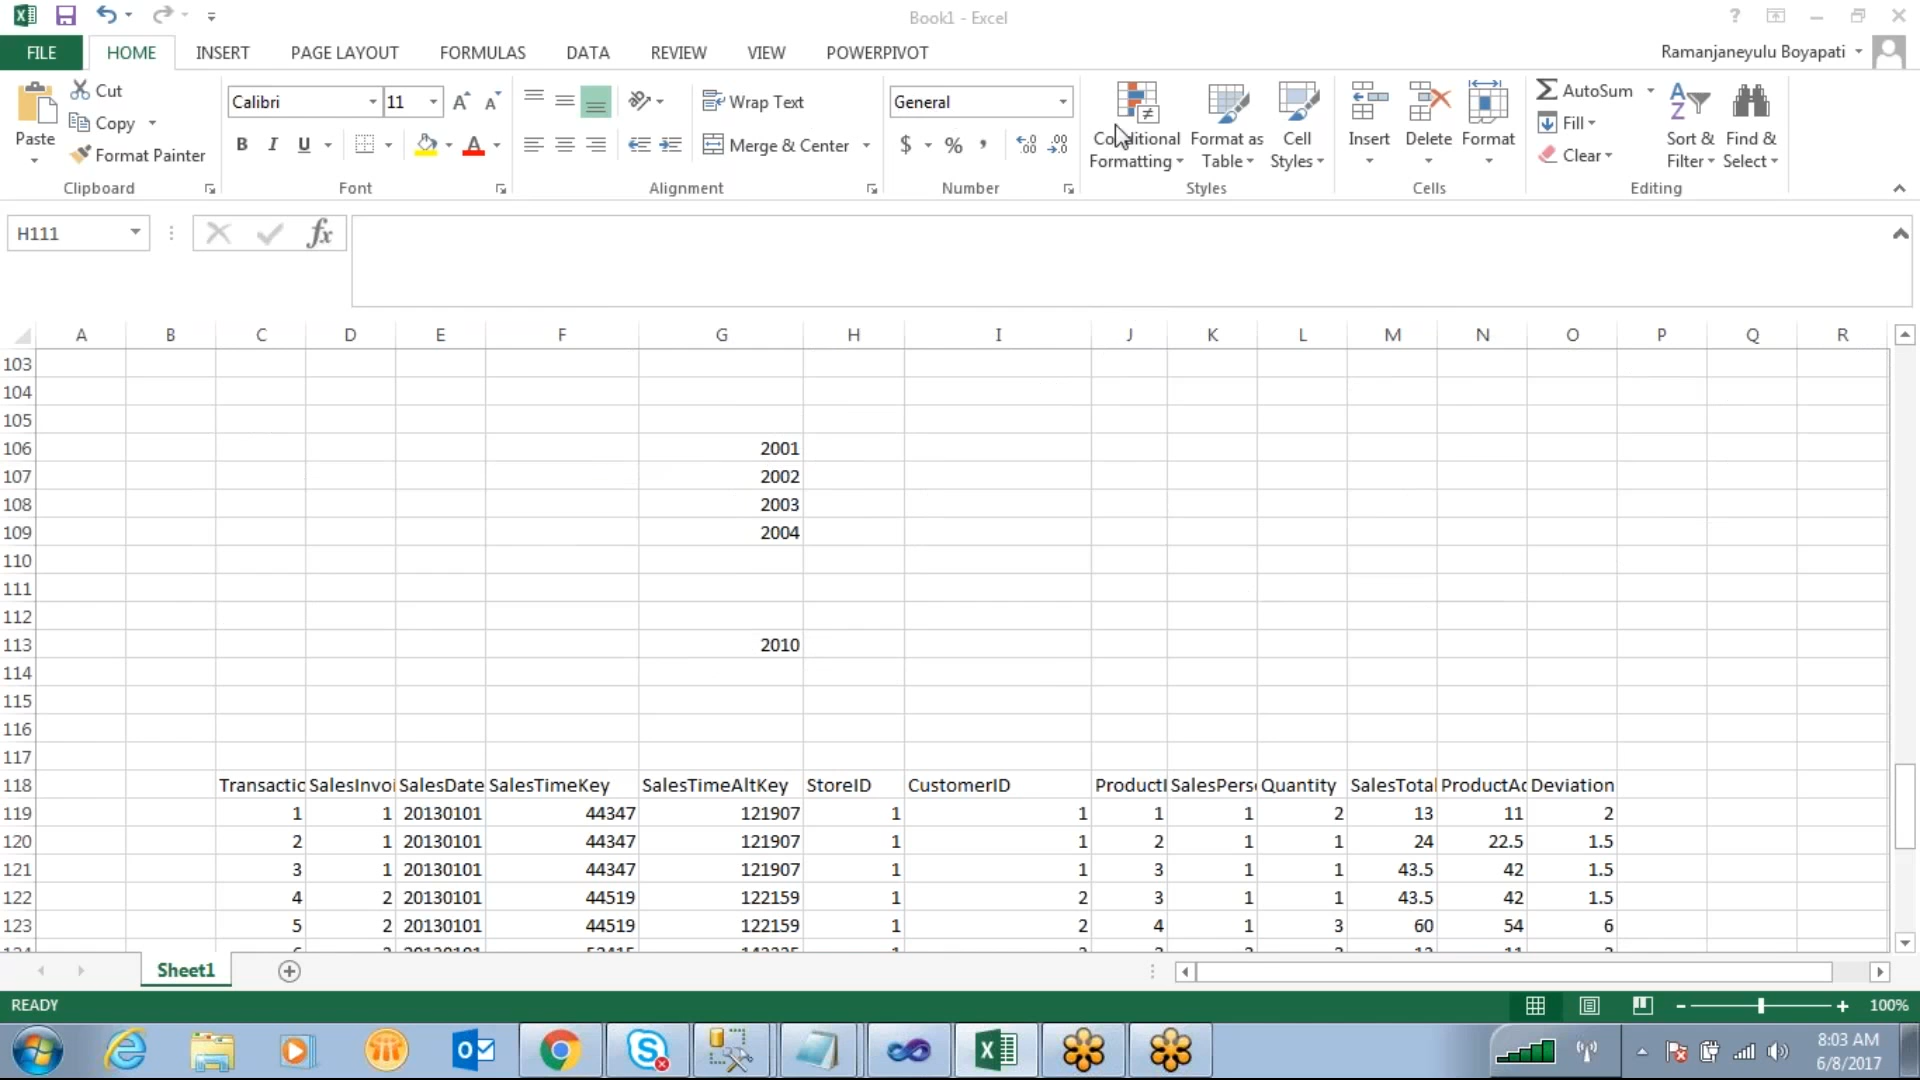 Book1 - Excel
?
FILE HOME INSERT PAGE LAYOUT FORMULAS DATA REVIEW VIEW POWERPIVOT Ramanjaneyulu Boyapati
Paste Cut Copy Format Painter
Clipboard
Calibri 11
B I U A
Font
Wrap Text
Merge & Center
Alignment
General
$ % , .0 .00
Number
Conditional Formatting Format as Table Cell Styles
Styles
Insert Delete Format
Cells
AutoSum Fill Clear Sort & Filter Find & Select
Editing
H111 fx
A B C D E F G H I J K L M N O P Q R
103
104
105
106 2001
107 2002
108 2003
109 2004
110
111
112
113 2010
114
115
116
117
118 Transactio SalesInvoi SalesDate SalesTimeKey SalesTimeAltKey StoreID CustomerID ProductI SalesPerso Quantity SalesTotal ProductAc Deviation
119 1 1 20130101 44347 121907 1 1 1 1 2 13 11 2
120 2 1 20130101 44347 121907 1 1 2 1 1 24 22.5 1.5
121 3 1 20130101 44347 121907 1 1 3 1 1 43.5 42 1.5
122 4 2 20130101 44519 122159 1 2 3 1 1 43.5 42 1.5
123 5 2 20130101 44519 122159 1 2 4 1 3 60 54 6
Sheet1
READY 100%
8:03 AM
6/8/2017